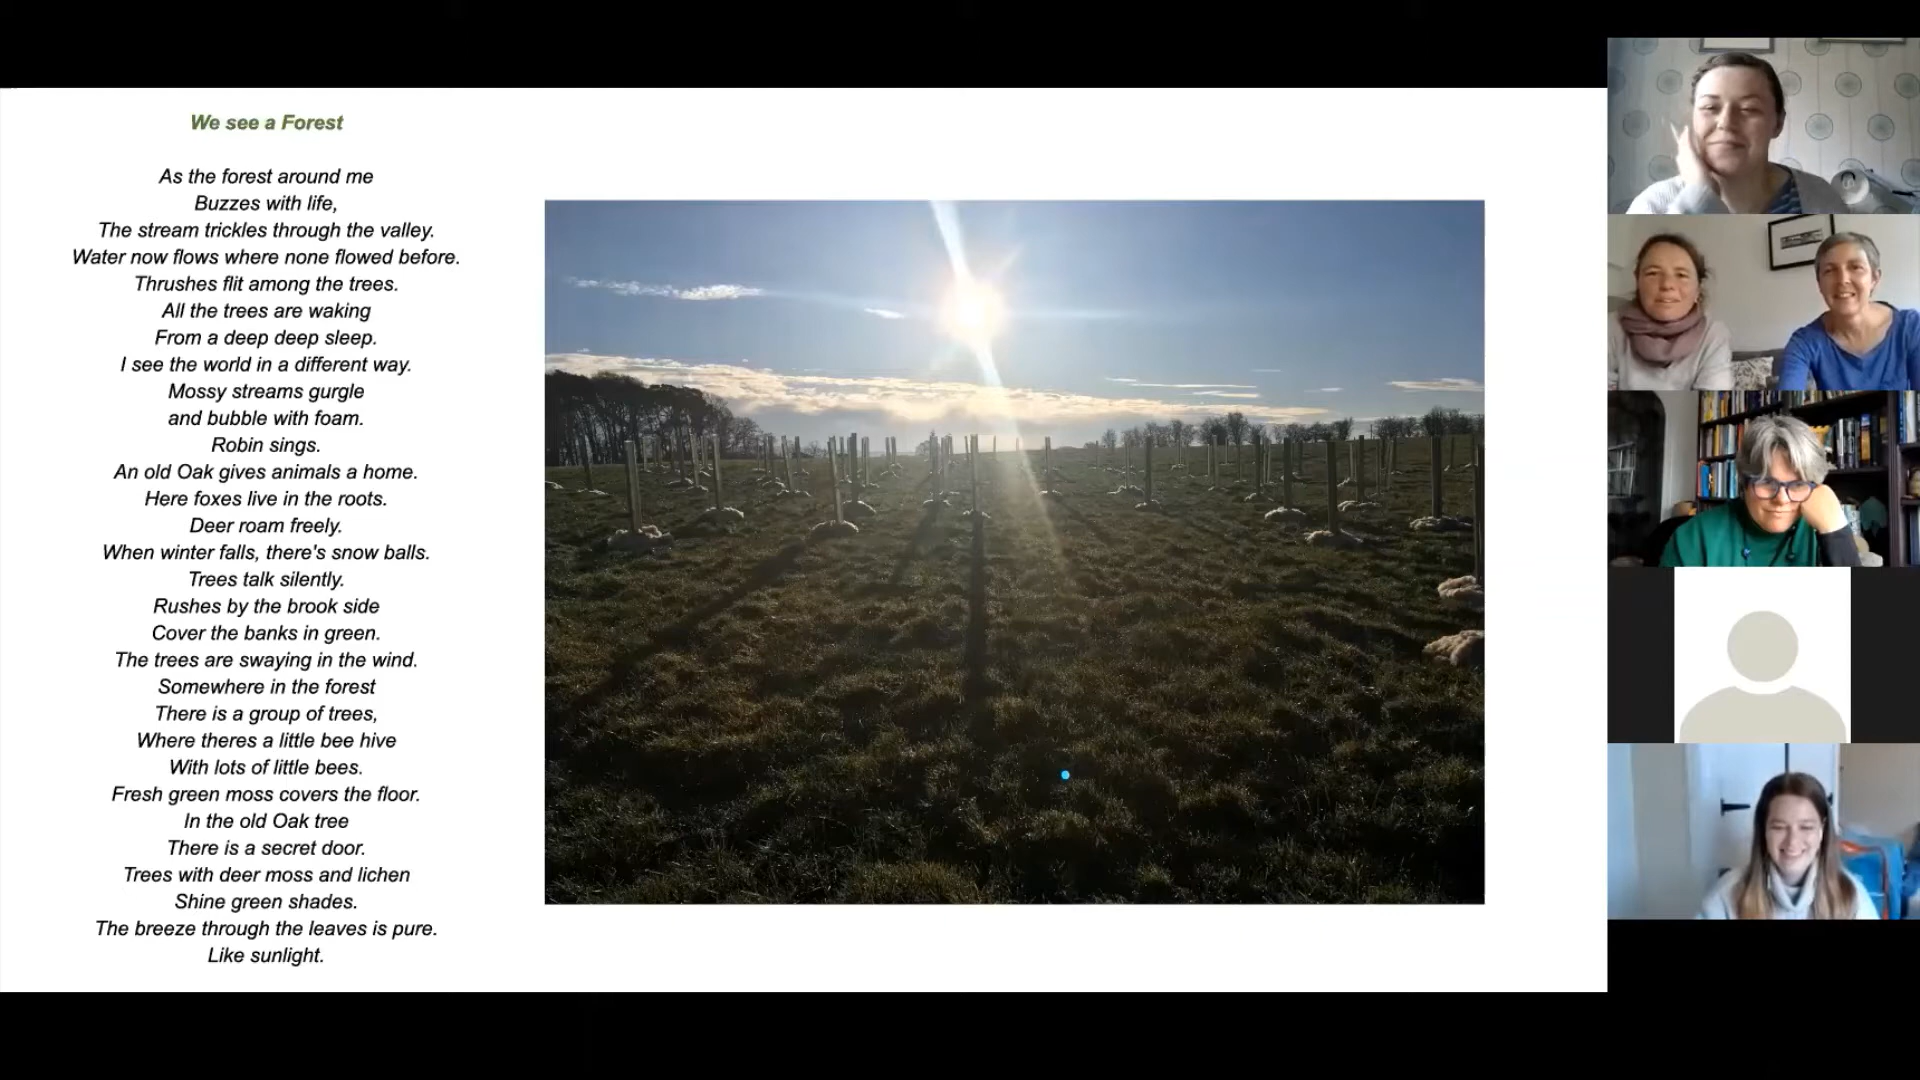 We see a Forest
As the forest around me
Buzzes with life,
The stream trickles through the valley.
Water now flows where none flowed before.
Thrushes flit among the trees.
All the trees are waking
From a deep deep sleep.
I see the world in a different way.
Mossy streams gurgle
and bubble with foam.
Robin sings.
An old Oak gives animals a home.
Here foxes live in the roots.
Deer roam freely.
When winter falls, there's snow balls.
Trees talk silently.
Rushes by the brook side
Cover the banks in green.
The trees are swaying in the wind.
Somewhere in the forest
There is a group of trees,
Where theres a little bee hive
With lots of little bees.
Fresh green moss covers the floor.
In the old Oak tree
There is a secret door.
Trees with deer moss and lichen
Shine green shades.
The breeze through the leaves is pure.
Like sunlight.